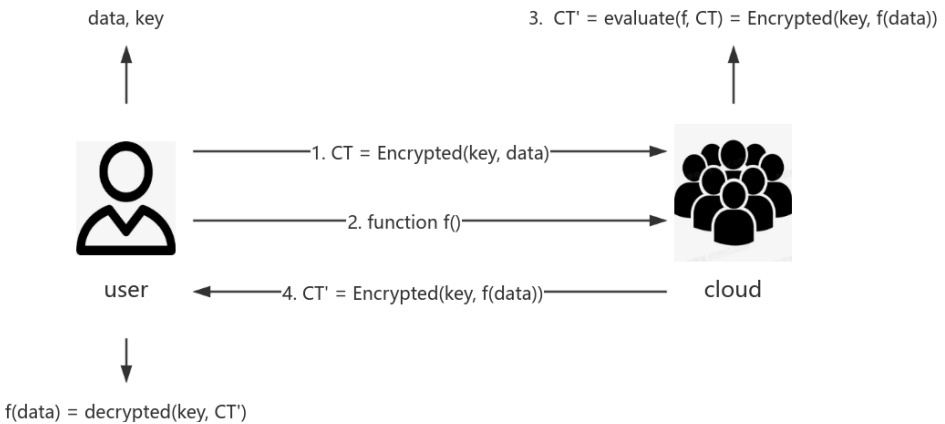 data, key
3. CT' = evaluate(f, CT) = Encrypted(key, f(data))
1. CT = Encrypted(key, data)
2. function f()
4. CT' = Encrypted(key, f(data))
user
cloud
f(data) = decrypted(key, CT')